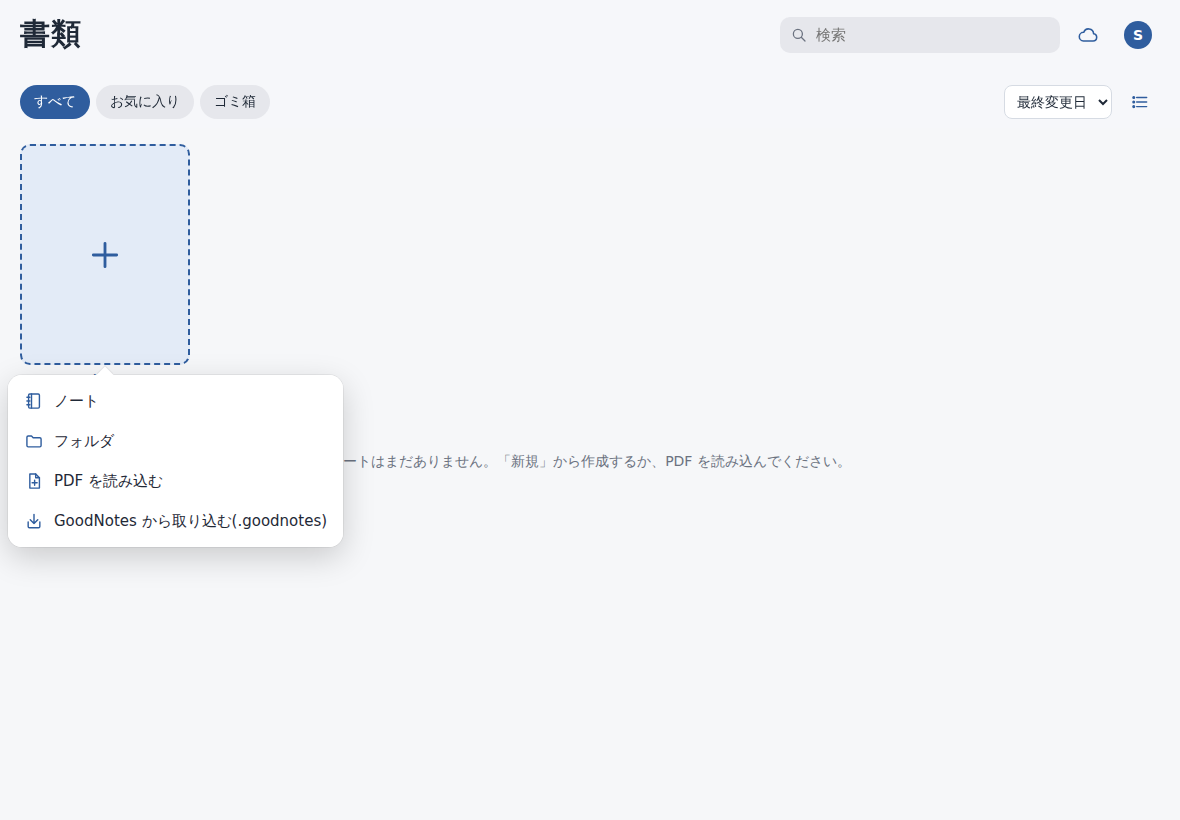 書類
検索
S
すべて
お気に入り
ゴミ箱
最終変更日
ノート
フォルダ
ートはまだありません。「新規」から作成するか、PDF を読み込んでください。
PDF を読み込む
GoodNotes から取り込む(.goodnotes)